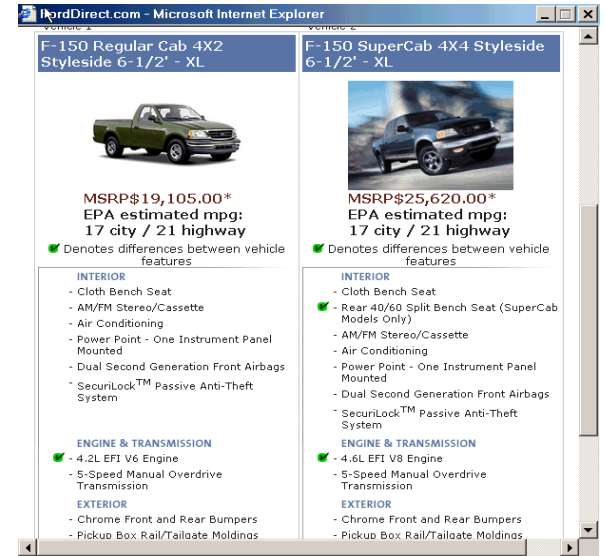 FordDirect.com - Microsoft Internet Explorer
Vehicle 1
Vehicle 2
F-150 Regular Cab 4X2
Styleside 6-1/2' - XL
MSRP$19,105.00*
EPA estimated mpg:
17 city / 21 highway
Denotes differences between vehicle
features
INTERIOR
- Cloth Bench Seat
- AM/FM Stereo/Cassette
- Air Conditioning
- Power Point - One Instrument Panel
Mounted
- Dual Second Generation Front Airbags
- SecuriLock™ Passive Anti-Theft
System
ENGINE & TRANSMISSION
- 4.2L EFI V6 Engine
- 5-Speed Manual Overdrive
Transmission
EXTERIOR
- Chrome Front and Rear Bumpers
- Pickup Box Rail/Tailgate Moldings
F-150 SuperCab 4X4 Styleside
6-1/2' - XL
MSRP$25,620.00*
EPA estimated mpg:
17 city / 21 highway
Denotes differences between vehicle
features
INTERIOR
- Cloth Bench Seat
- Rear 40/60 Split Bench Seat (SuperCab
Models Only)
- AM/FM Stereo/Cassette
- Air Conditioning
- Power Point - One Instrument Panel
Mounted
- Dual Second Generation Front Airbags
- SecuriLock™ Passive Anti-Theft
System
ENGINE & TRANSMISSION
- 4.6L EFI V8 Engine
- 5-Speed Manual Overdrive
Transmission
EXTERIOR
- Chrome Front and Rear Bumpers
- Pickup Box Rail/Tailgate Moldings